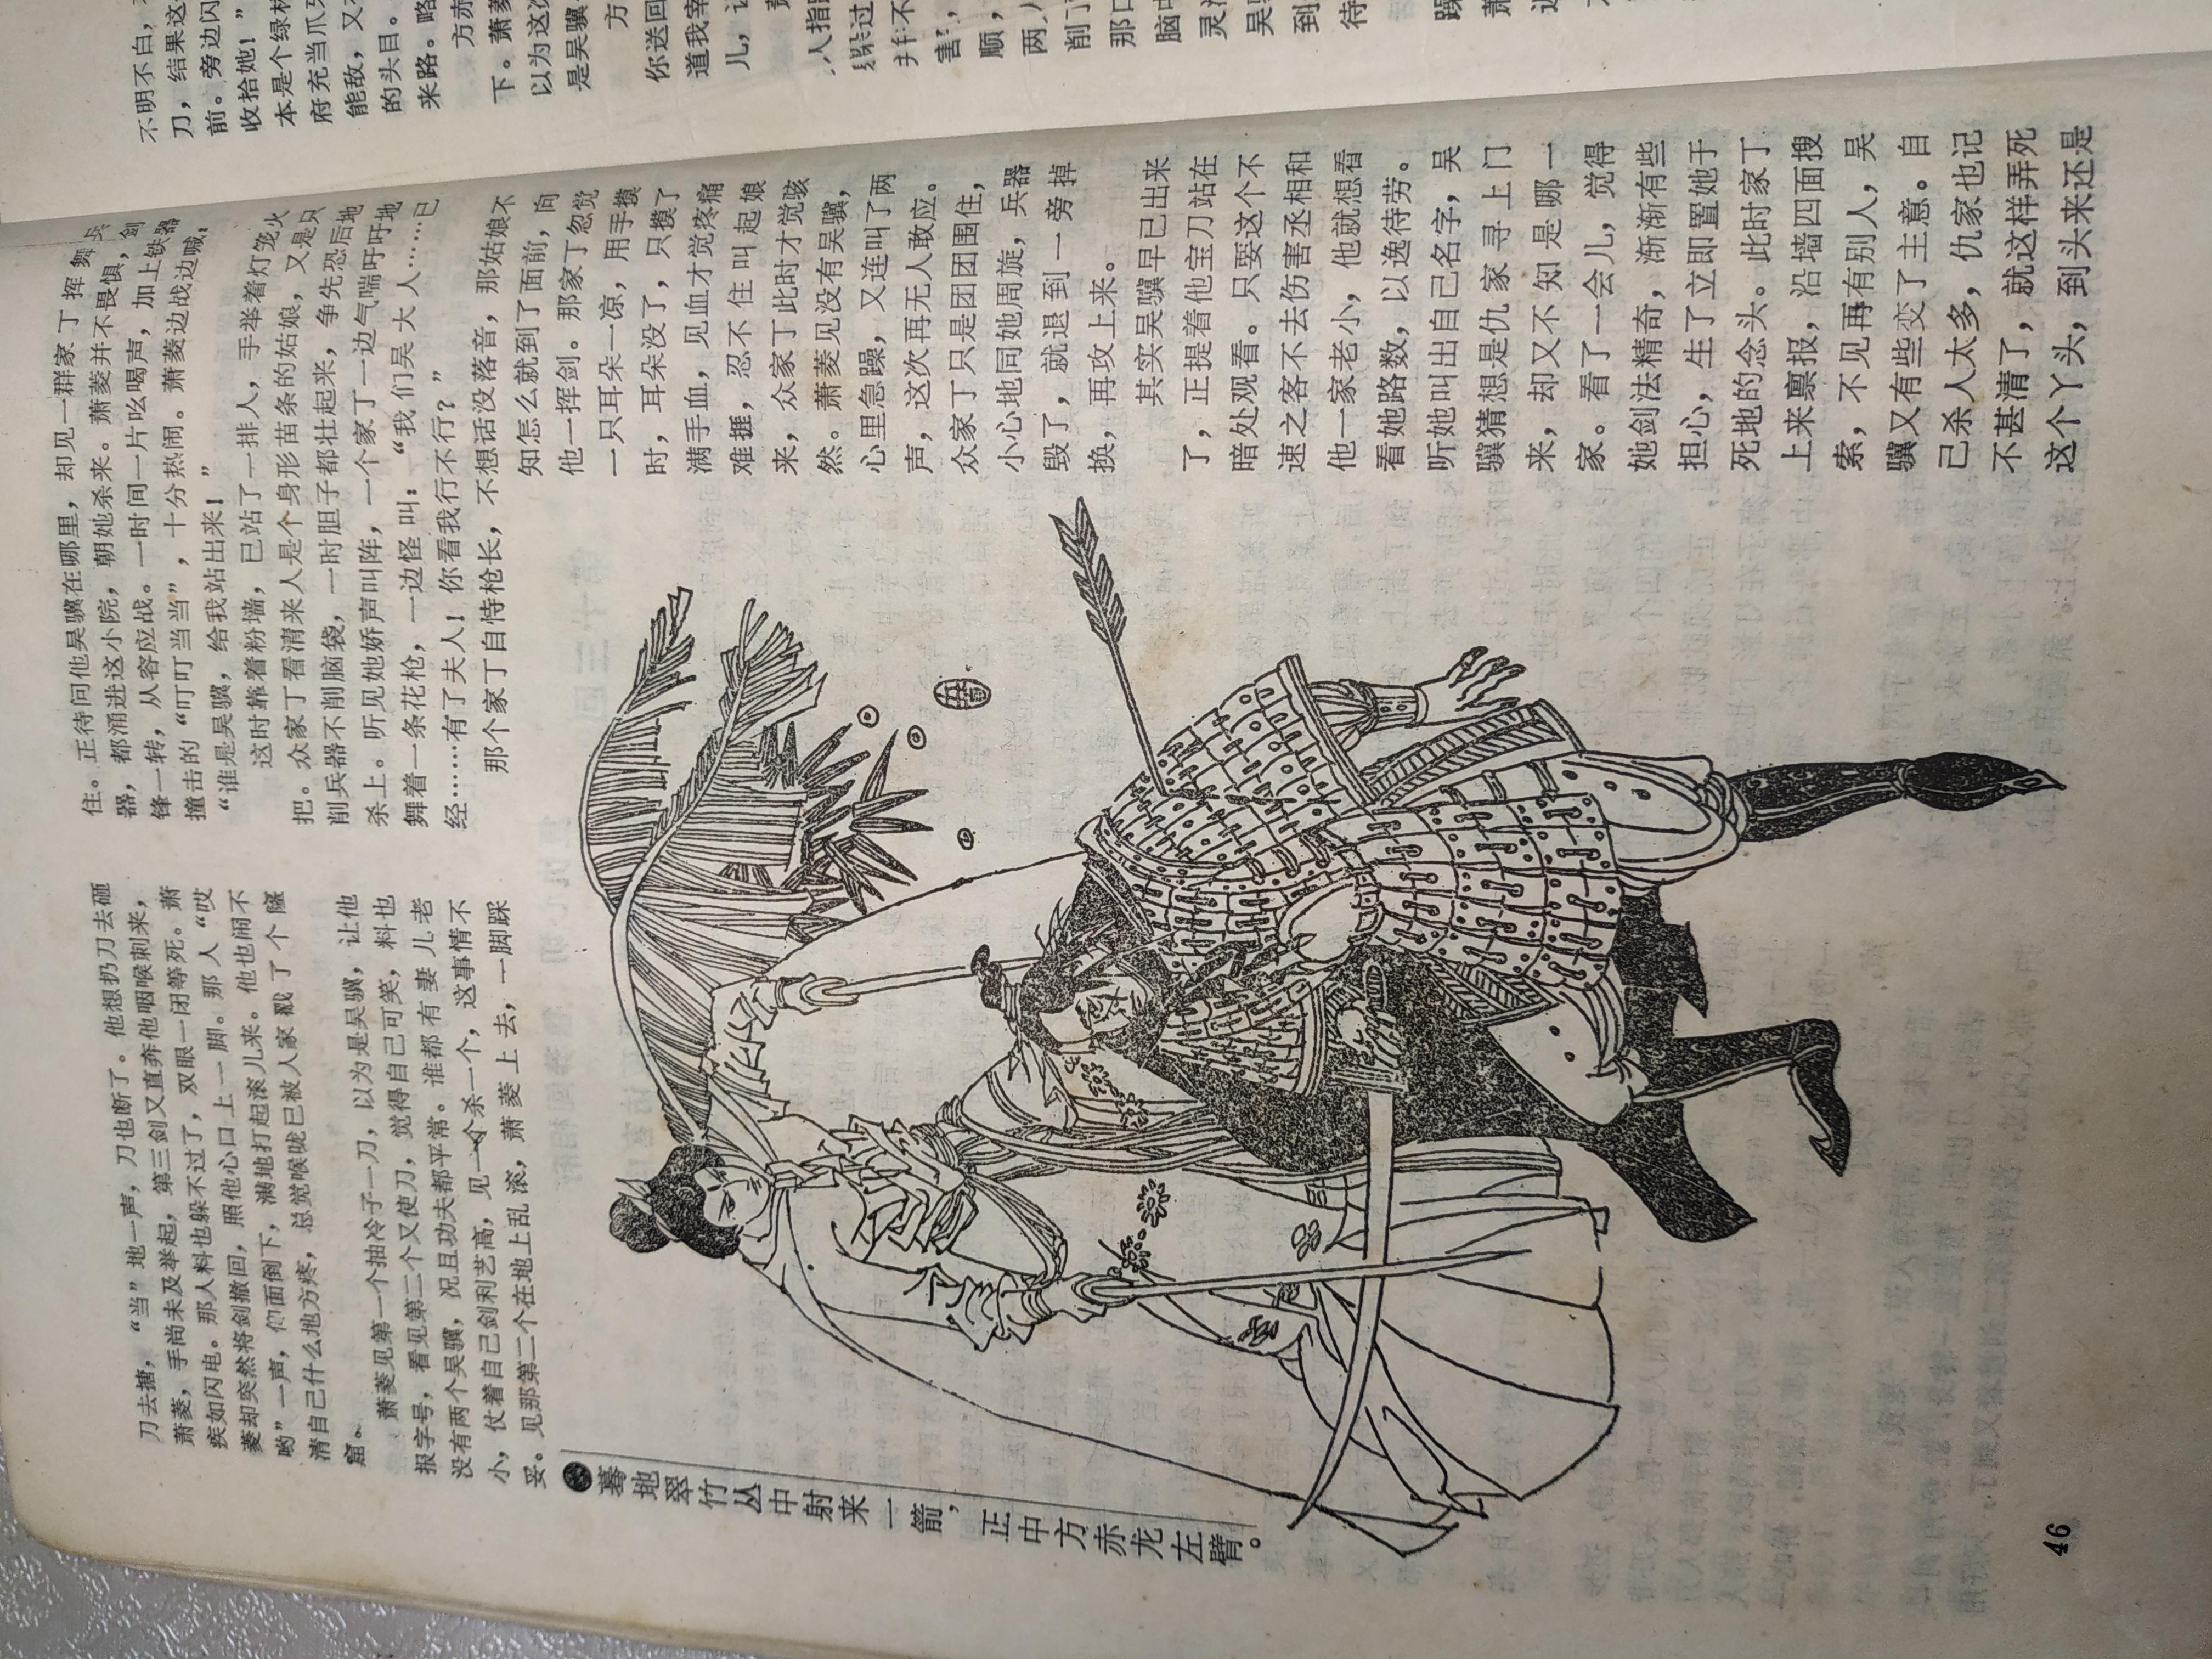 刀去搪，“当”地一声，刀也断了。他想扔刀去砸
萧菱，手尚未及举起，第三剑又直奔他咽喉刺来，
疾如闪电。那人料也躲不过了，双眼一闭等死。萧
菱却突然将剑撤回，照他心口上一脚。那人“哎
哟”一声，仰面倒下，满地打起滚儿来。他也闹不
清自己什么地方疼，总觉喉咙已被人家戳了个窿
窟。
萧菱见第一个抽冷子一刀，以为是吴骥，让他
报字号，看见第二个又使刀，觉得自己可笑，料也
没有两个吴骥，况且功夫都平常。谁都有妻儿老
小，仗着自己剑利艺高，见一个杀一个，这事情不
妥。见那第二个在地上乱滚，萧菱上去，一脚踩
住。正待问他吴骥在哪里，却见一群家丁挥舞兵
器，都涌进这小院，朝她杀来。萧菱并不畏惧，剑
锋一转，从容应战。一时间一片吆喝声，加上铁器
撞击的“叮叮当当”，十分热闹。萧菱边战边喊：
“谁是吴骥，给我站出来！”
这时靠着粉墙，已站了一排人，手举着灯笼火
把。众家丁看清来人是个身形苗条的姑娘，又是只
削兵器不削脑袋，一时胆子都壮起来，争先恐后地
杀上。听见她娇声叫阵，一个家丁一边气喘吁吁地
舞着一条花枪，一边怪叫：“我们吴大人……已
经……有了夫人！你看我行不行？”
那个家丁自恃枪长，不想话没落音，那姑娘不
知怎么就到了面前，向
他一挥剑。那家丁忽觉
一只耳朵一凉，用手摸
时，耳朵没了，只摸了
满手血，见血才觉疼痛
难捱，忍不住叫起娘
来，众家丁此时才觉骇
然。萧菱见没有吴骥，
心里急躁，又连叫了两
声，这次再无人敢应。
众家丁只是团团围住，
小心地同她周旋，兵器
毁了，就退到一旁掉
换，再攻上来。
其实吴骥早已出来
了，正提着他宝刀站在
暗处观看。只要这个不
速之客不去伤害丞相和
他一家老小，他就想看
看她路数，以逸待劳。
听她叫出自己名字，吴
骥猜想是仇家寻上门
来，却又不知是哪一
家。看了一会儿，觉得
她剑法精奇，渐渐有些
担心，生了立即置她于
死地的念头。此时家丁
上来禀报，沿墙四面搜
索，不见再有别人，吴
骥又有些变了主意。自
己杀人太多，仇家也记
不甚清了，就这样弄死
这个丫头，到头来还是
蓦地翠竹丛中射来一箭，
正中方赤龙左臂。
46
不明不白，
刀，结果这
前。旁边闪
收拾她！”
本是个绿林
府充当爪牙
能敌，又
的头目。略
来路。
方赤
下。萧菱
以为这
是吴骥
方
你送回
道我宰
儿，
人指
过
害，
顺，
两
削
那口
脑
灵
吴
到
待
躁
萧